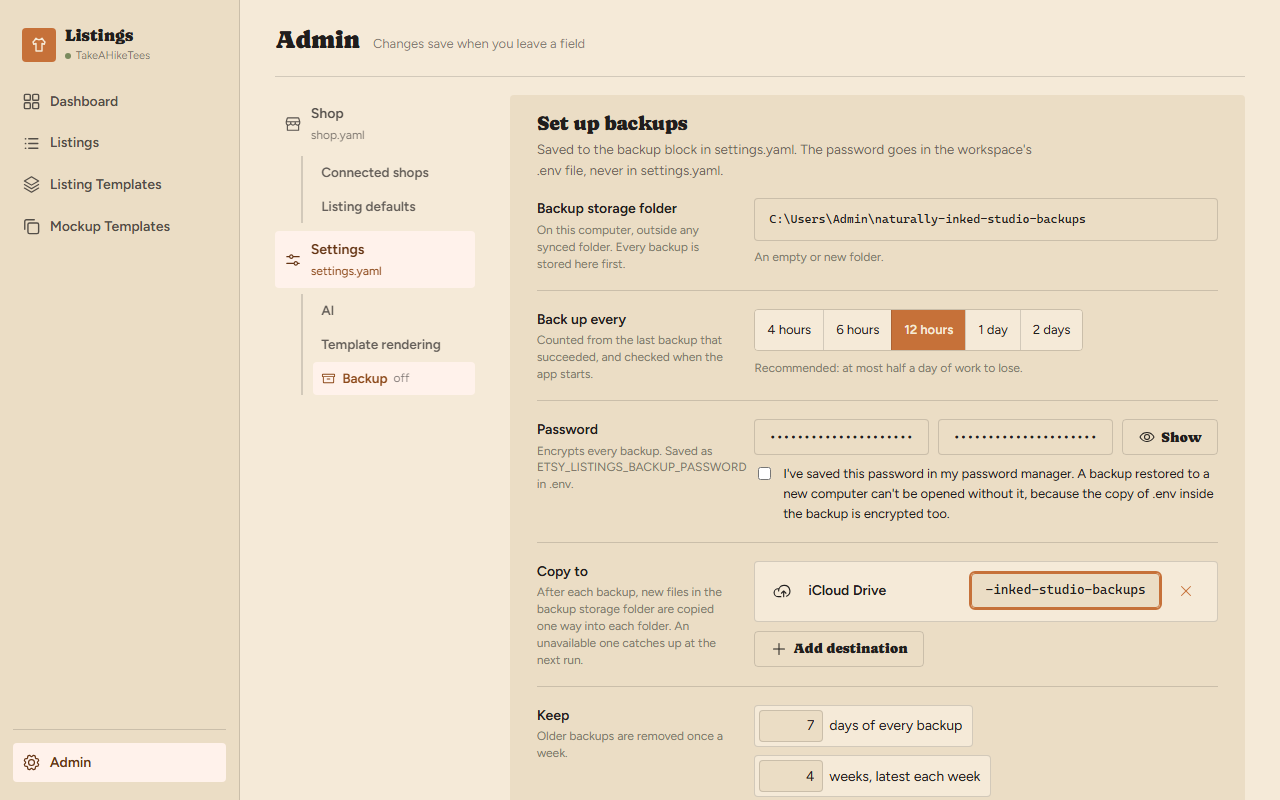 Listings
TakeAHikeTees
Dashboard
Listings
Listing Templates
Mockup Templates
Admin
Admin
Changes save when you leave a field
Shop
shop.yaml
Connected shops
Listing defaults
Settings
settings.yaml
AI
Template rendering
Backup off
Set up backups
Saved to the backup block in settings.yaml. The password goes in the workspace's
.env file, never in settings.yaml.
Backup storage folder
On this computer, outside any
synced folder. Every backup is
stored here first.
C:\Users\Admin\naturally-inked-studio-backups
An empty or new folder.
Back up every
Counted from the last backup that
succeeded, and checked when the
app starts.
4 hours 6 hours 12 hours 1 day 2 days
Recommended: at most half a day of work to lose.
Password
Encrypts every backup. Saved as
ETSY_LISTINGS_BACKUP_PASSWORD
in .env.
Show
I've saved this password in my password manager. A backup restored to a
new computer can't be opened without it, because the copy of .env inside
the backup is encrypted too.
Copy to
After each backup, new files in the
backup storage folder are copied
one way into each folder. An
unavailable one catches up at the
next run.
iCloud Drive
-inked-studio-backups
Add destination
Keep
Older backups are removed once a
week.
7 days of every backup
4 weeks, latest each week